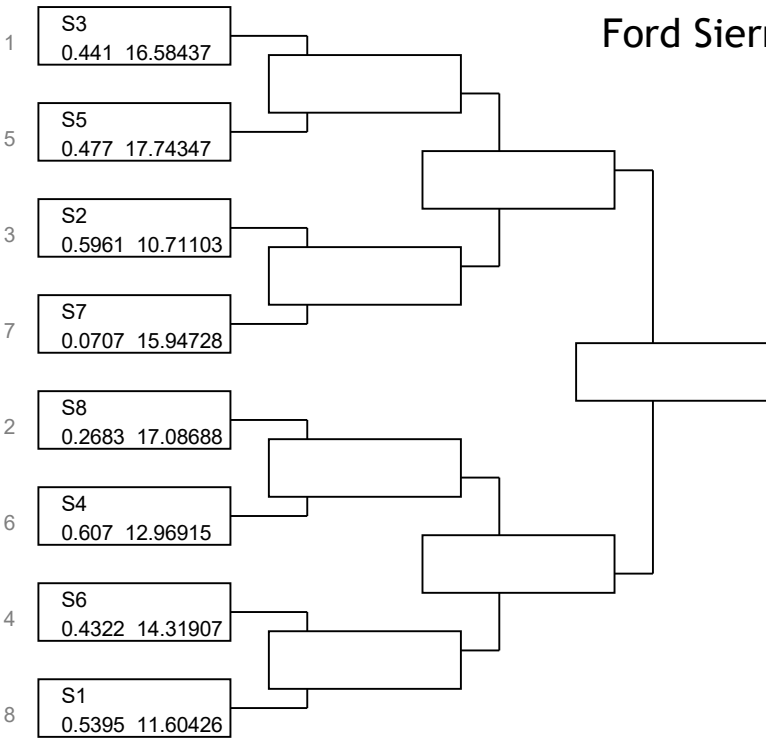 Ford Sierr
1
S3
0.441 16.58437
5
S5
0.477 17.74347
3
S2
0.5961 10.71103
7
S7
0.0707 15.94728
2
S8
0.2683 17.08688
6
S4
0.607 12.96915
4
S6
0.4322 14.31907
8
S1
0.5395 11.60426